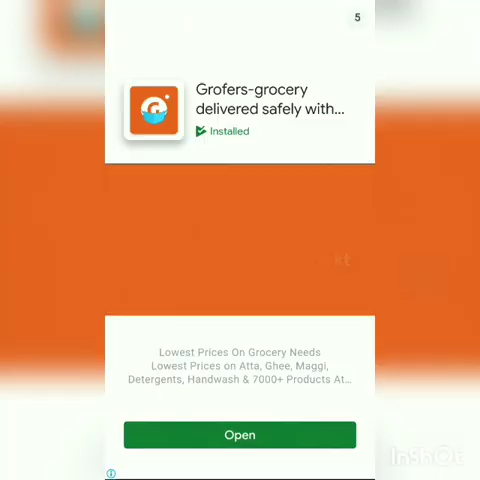 5
Grofers-grocery
delivered safely with...
Installed
kt
Lowest Prices On Grocery Needs
Lowest Prices on Atta, Ghee, Maggi,
Detergents, Handwash & 7000+ Products At...
Open
InShOt